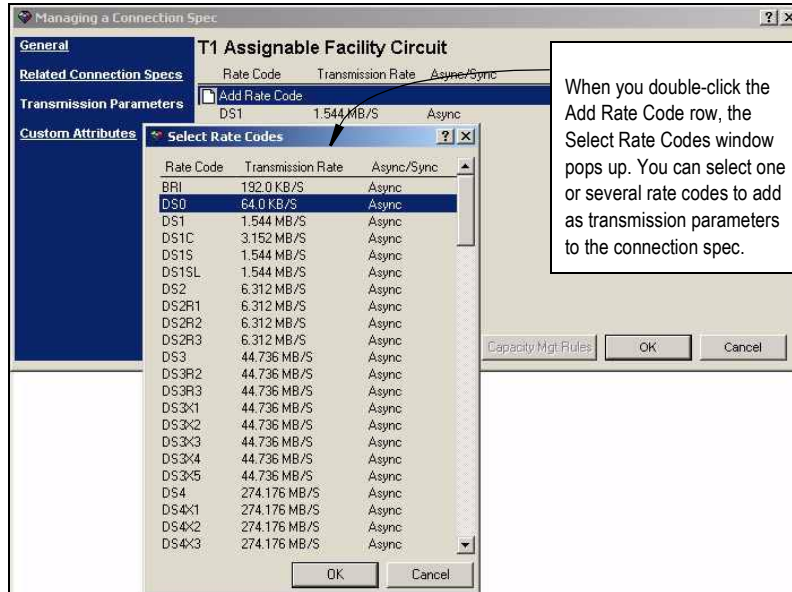 Managing a Connection Spec
General
Related Connection Specs
Transmission Parameters
Custom Attributes
T1 Assignable Facility Circuit
Rate Code Transmission Rate Async/Sync
Add Rate Code
DS1 1.544 MB/S Async
When you double-click the
Add Rate Code row, the
Select Rate Codes window
pops up. You can select one
or several rate codes to add
as transmission parameters
to the connection spec.
Select Rate Codes
Rate Code Transmission Rate Async/Sync
BRI 192.0 KB/S Async
DS0 64.0 KB/S Async
DS1 1.544 MB/S Async
DS1C 3.152 MB/S Async
DS1S 1.544 MB/S Async
DS1SL 1.544 MB/S Async
DS2 6.312 MB/S Async
DS2R1 6.312 MB/S Async
DS2R2 6.312 MB/S Async
DS2R3 6.312 MB/S Async
DS3 44.736 MB/S Async
DS3R2 44.736 MB/S Async
DS3R3 44.736 MB/S Async
DS3X1 44.736 MB/S Async
DS3X2 44.736 MB/S Async
DS3X3 44.736 MB/S Async
DS3X4 44.736 MB/S Async
DS3X5 44.736 MB/S Async
DS4 274.176 MB/S Async
DS4X1 274.176 MB/S Async
DS4X2 274.176 MB/S Async
DS4X3 274.176 MB/S Async
OK Cancel
Capacity Mgt Rules OK Cancel